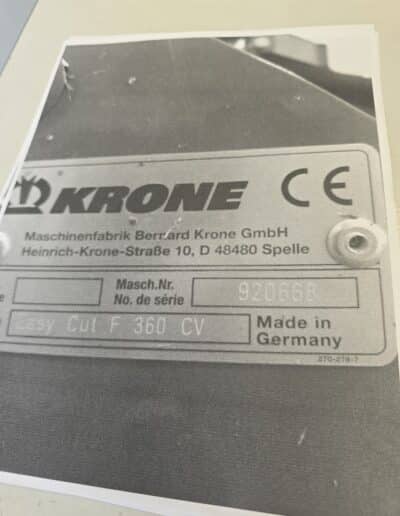 KRONE CE
Maschinenfabrik Bernard Krone GmbH
Heinrich-Krone-Straße 10, D 48480 Spelle
e Masch.Nr.
No. de série 920668
Easy Cut F 360 CV
Made in
Germany
270-278-7